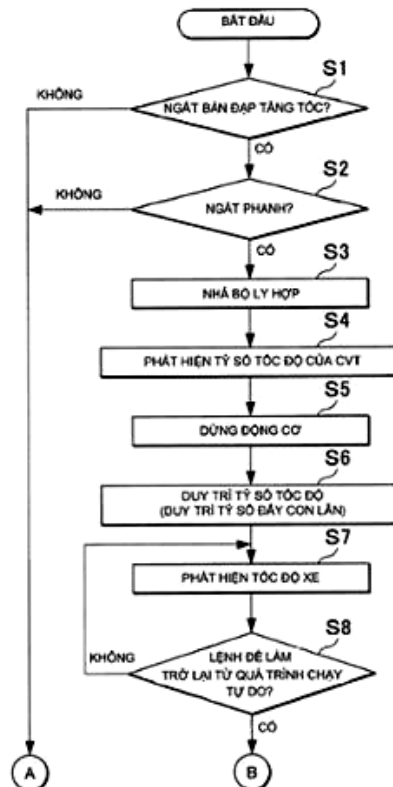 BẮT ĐẦU
S1
KHÔNG
NGẮT BÀN ĐẠP TĂNG TỐC?
CÓ
S2
KHÔNG
NGẮT PHANH?
CÓ
S3
NHẢ BỘ LY HỢP
S4
PHÁT HIỆN TỶ SỐ TỐC ĐỘ CỦA CVT
S5
DỪNG ĐỘNG CƠ
S6
DUY TRÌ TỶ SỐ TỐC ĐỘ
(DUY TRÌ TỶ SỐ ĐẨY CON LĂN)
S7
PHÁT HIỆN TỐC ĐỘ XE
S8
KHÔNG
LỆNH ĐỂ LÀM
TRỞ LẠI TỪ QUÁ TRÌNH CHẠY
TỰ DO?
CÓ
A
B